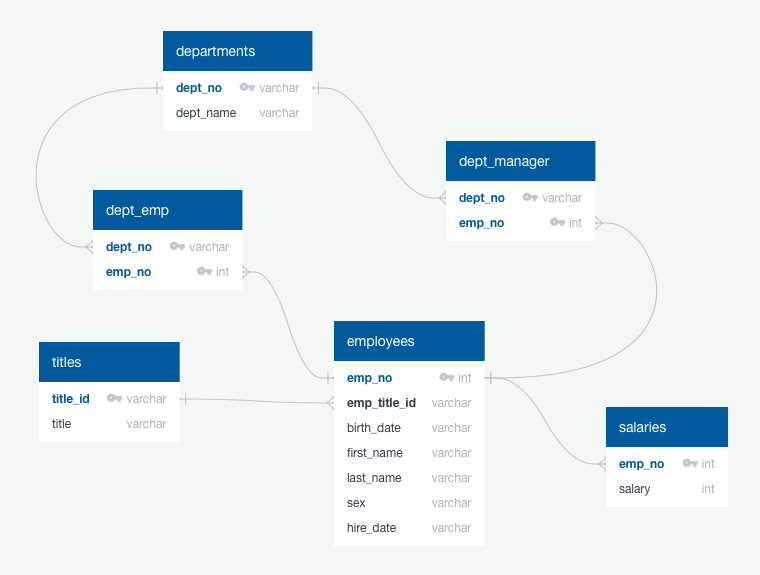 departments
dept_no varchar
dept_name varchar
dept_manager
dept_no varchar
emp_no int
dept_emp
dept_no varchar
emp_no int
employees
emp_no int
emp_title_id varchar
birth_date varchar
first_name varchar
last_name varchar
sex varchar
hire_date varchar
titles
title_id varchar
title varchar
salaries
emp_no int
salary int